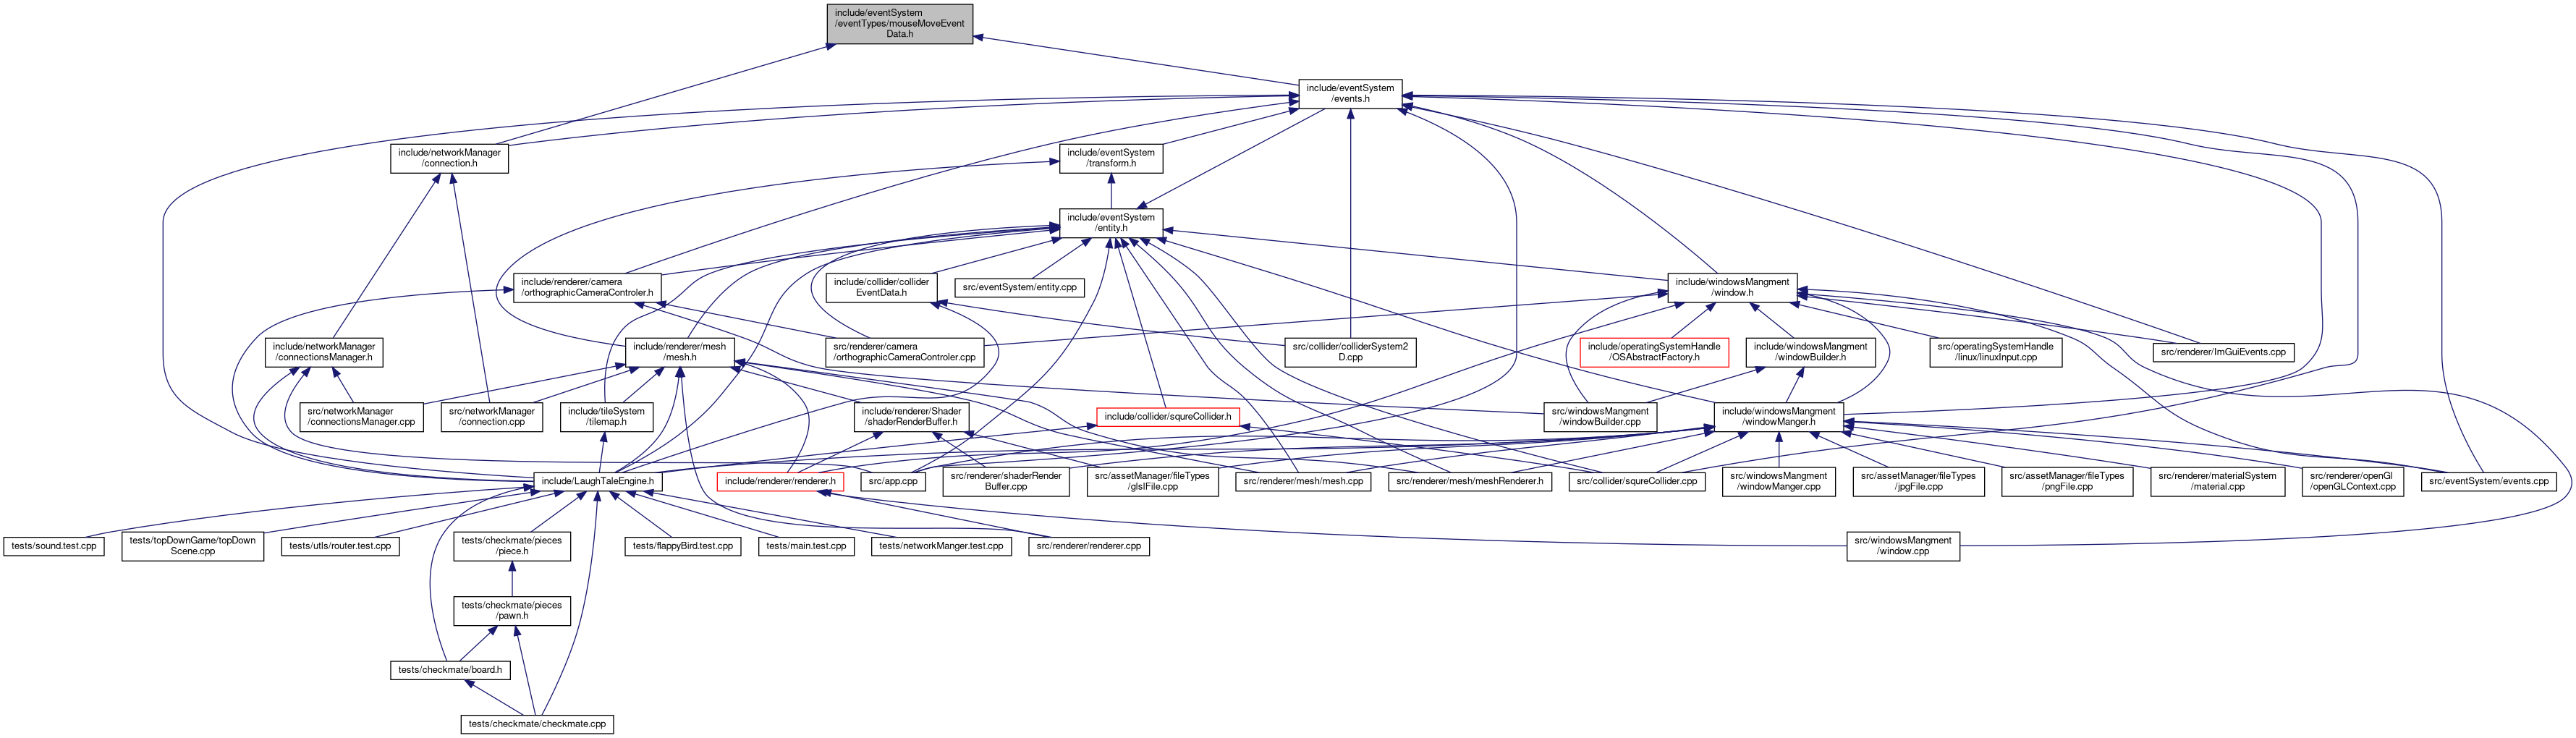 include/eventSystem
/eventTypes/mouseMoveEvent
Data.h
include/eventSystem
/events.h
include/networkManager
/connection.h
include/eventSystem
/transform.h
include/eventSystem
/entity.h
include/renderer/camera
/orthographicCameraControler.h
include/collider/collider
EventData.h
src/eventSystem/entity.cpp
include/windowsMangment
/window.h
include/networkManager
/connectionsManager.h
include/renderer/mesh
/mesh.h
src/renderer/camera
/orthographicCameraControler.cpp
src/collider/colliderSystem2
D.cpp
include/operatingSystemHandle
/OSAbstractFactory.h
include/windowsMangment
/windowBuilder.h
src/operatingSystemHandle
/linux/linuxInput.cpp
src/renderer/ImGuiEvents.cpp
src/networkManager
/connectionsManager.cpp
src/networkManager
/connection.cpp
include/tileSystem
/tilemap.h
include/renderer/Shader
/shaderRenderBuffer.h
include/collider/squreCollider.h
src/windowsMangment
/windowBuilder.cpp
include/windowsMangment
/windowManger.h
include/LaughTaleEngine.h
include/renderer/renderer.h
src/app.cpp
src/renderer/shaderRender
Buffer.cpp
src/assetManager/fileTypes
/glslFile.cpp
src/renderer/mesh/mesh.cpp
src/renderer/mesh/meshRenderer.h
src/collider/squreCollider.cpp
src/windowsMangment
/windowManger.cpp
src/assetManager/fileTypes
/jpgFile.cpp
src/assetManager/fileTypes
/pngFile.cpp
src/renderer/materialSystem
/material.cpp
src/renderer/openGl
/openGLContext.cpp
src/eventSystem/events.cpp
tests/sound.test.cpp
tests/topDownGame/topDown
Scene.cpp
tests/utls/router.test.cpp
tests/checkmate/pieces
/piece.h
tests/flappyBird.test.cpp
tests/main.test.cpp
tests/networkManger.test.cpp
src/renderer/renderer.cpp
src/windowsMangment
/window.cpp
tests/checkmate/pieces
/pawn.h
tests/checkmate/board.h
tests/checkmate/checkmate.cpp